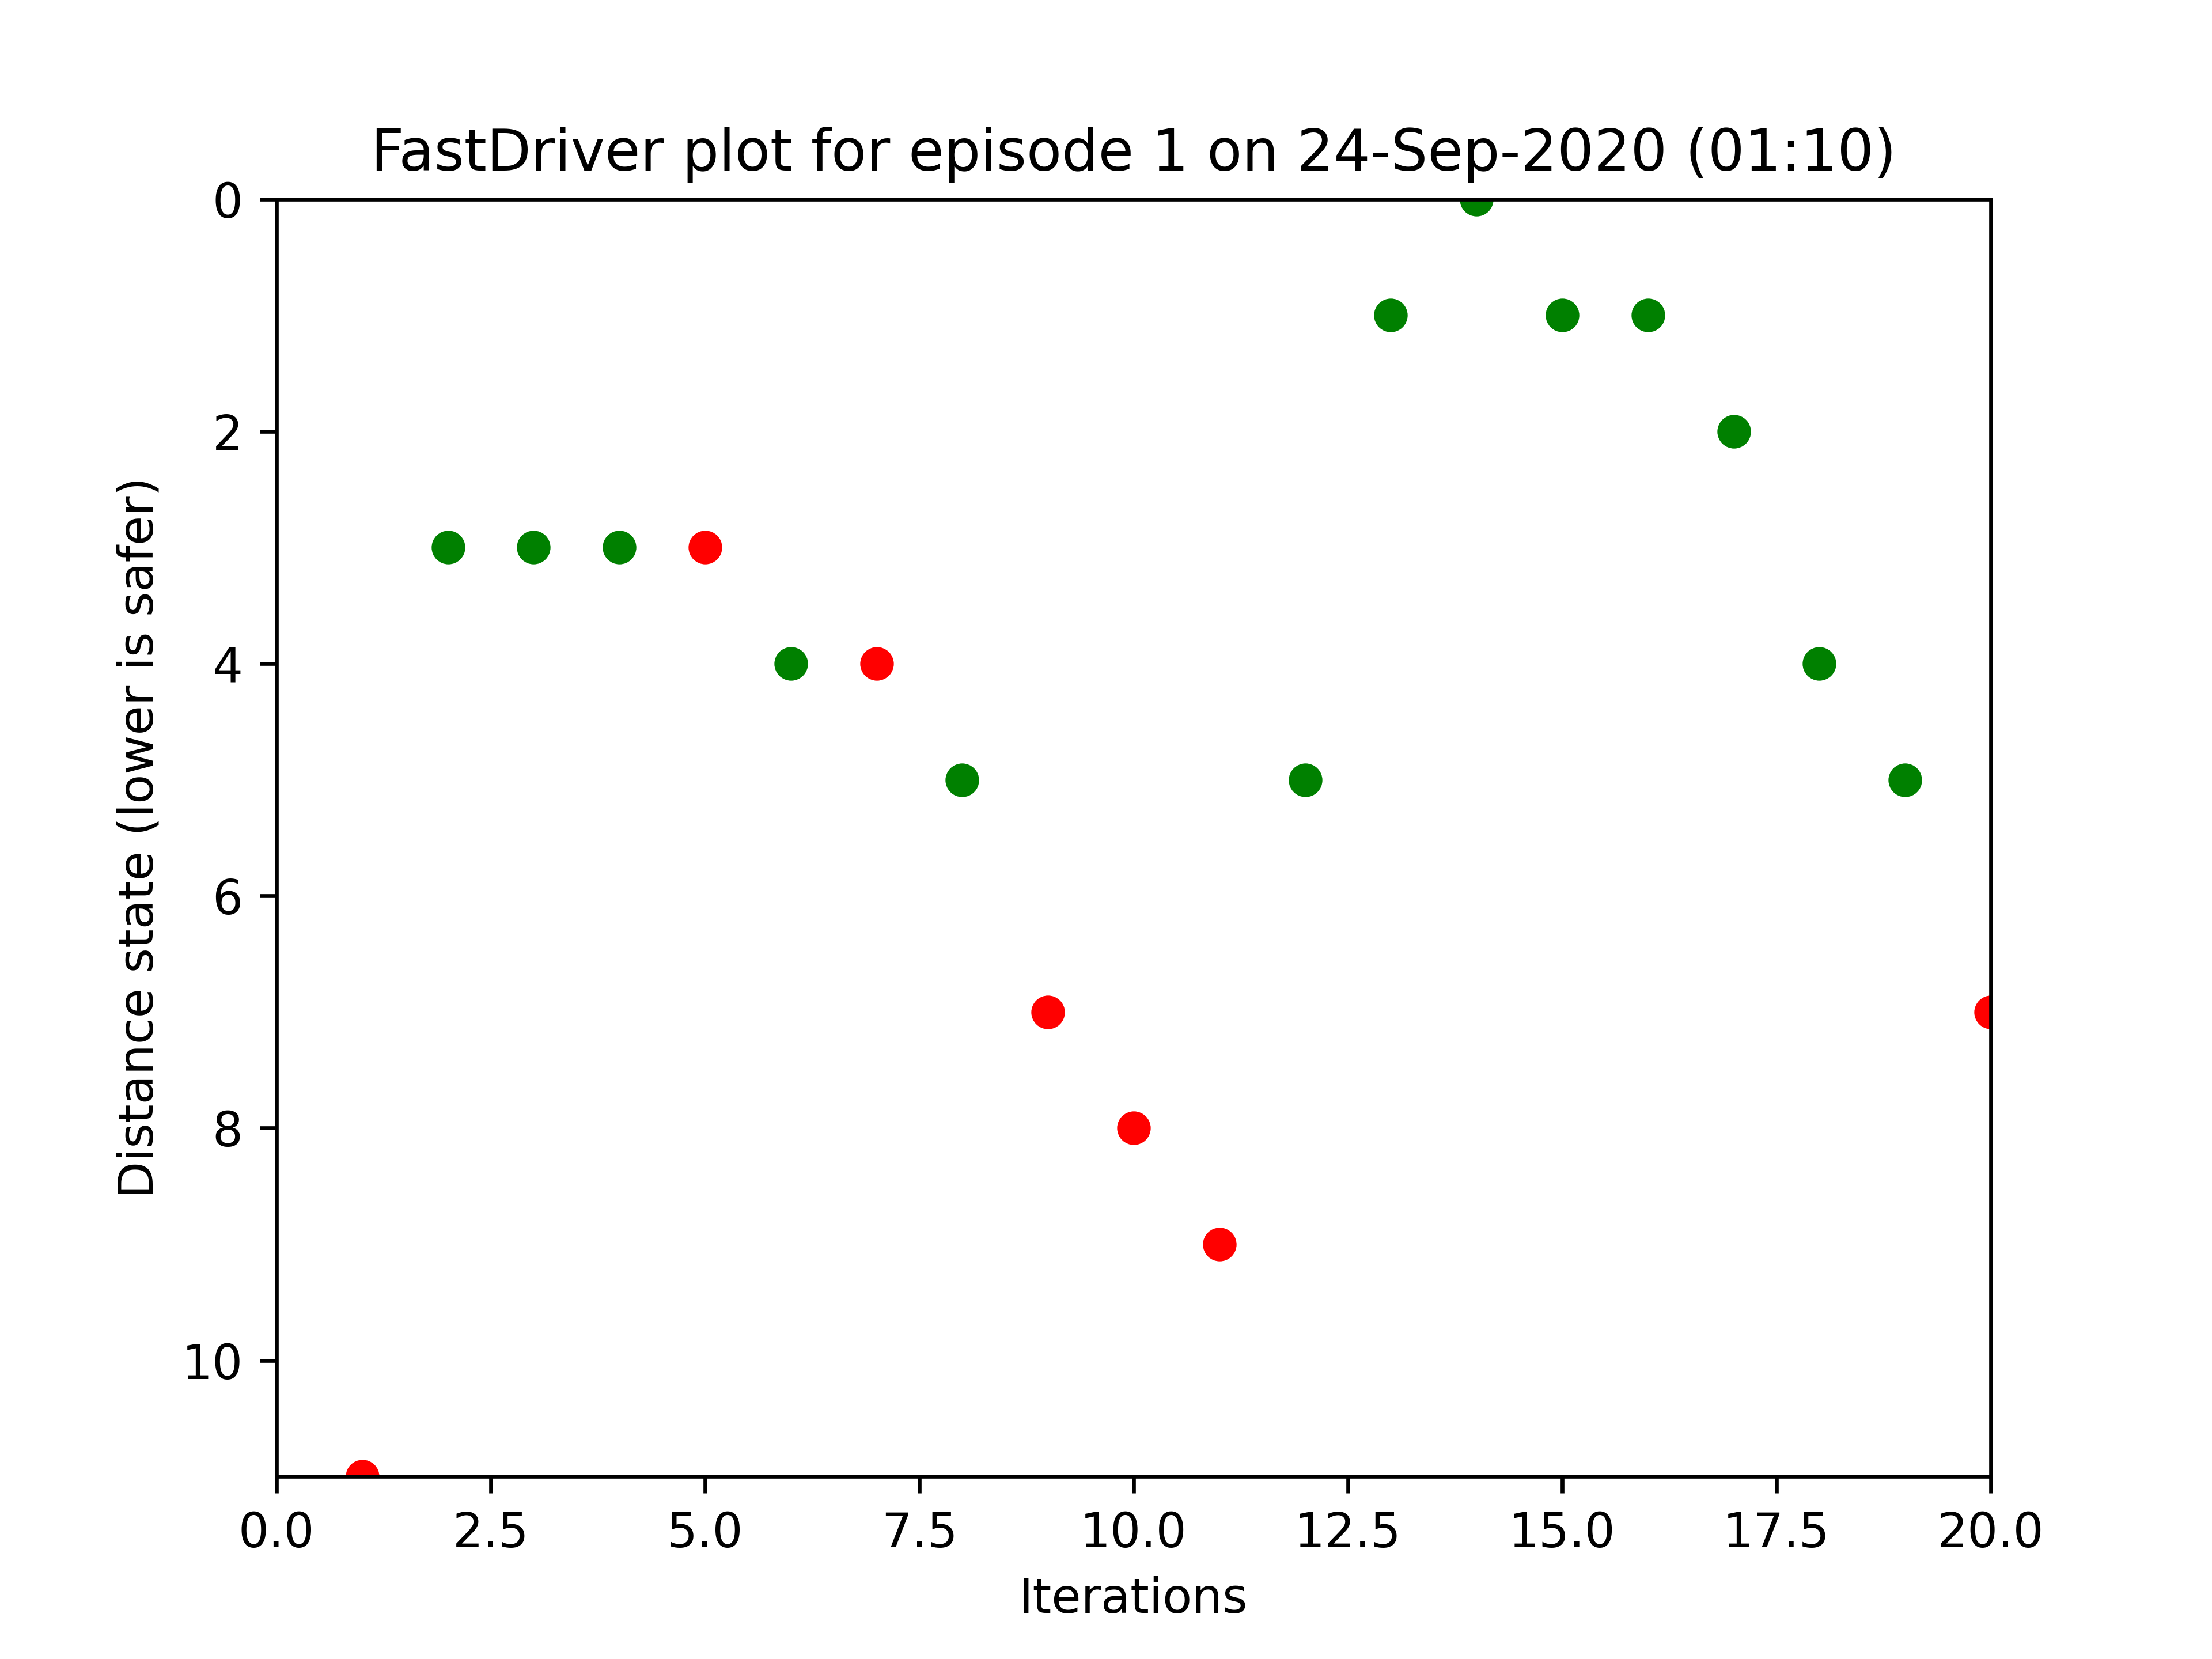 FastDriver plot for episode 1 on 24-Sep-2020 (01:10)
Distance state (lower is safer)
0
2
4
6
8
10
0.0 2.5 5.0 7.5 10.0 12.5 15.0 17.5 20.0
Iterations